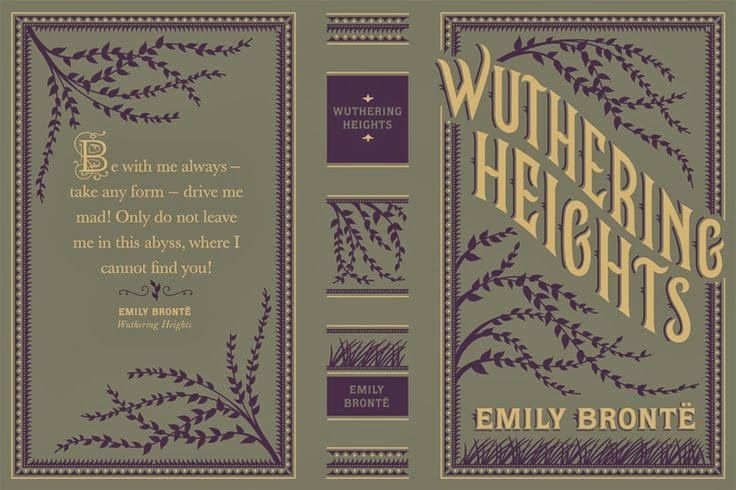 Be with me always –
take any form – drive me
mad! Only do not leave
me in this abyss, where I
cannot find you!
EMILY BRONTË
Wuthering Heights
WUTHERING
HEIGHTS
EMILY
BRONTË
WUTHERING
HEIGHTS
EMILY BRONTË